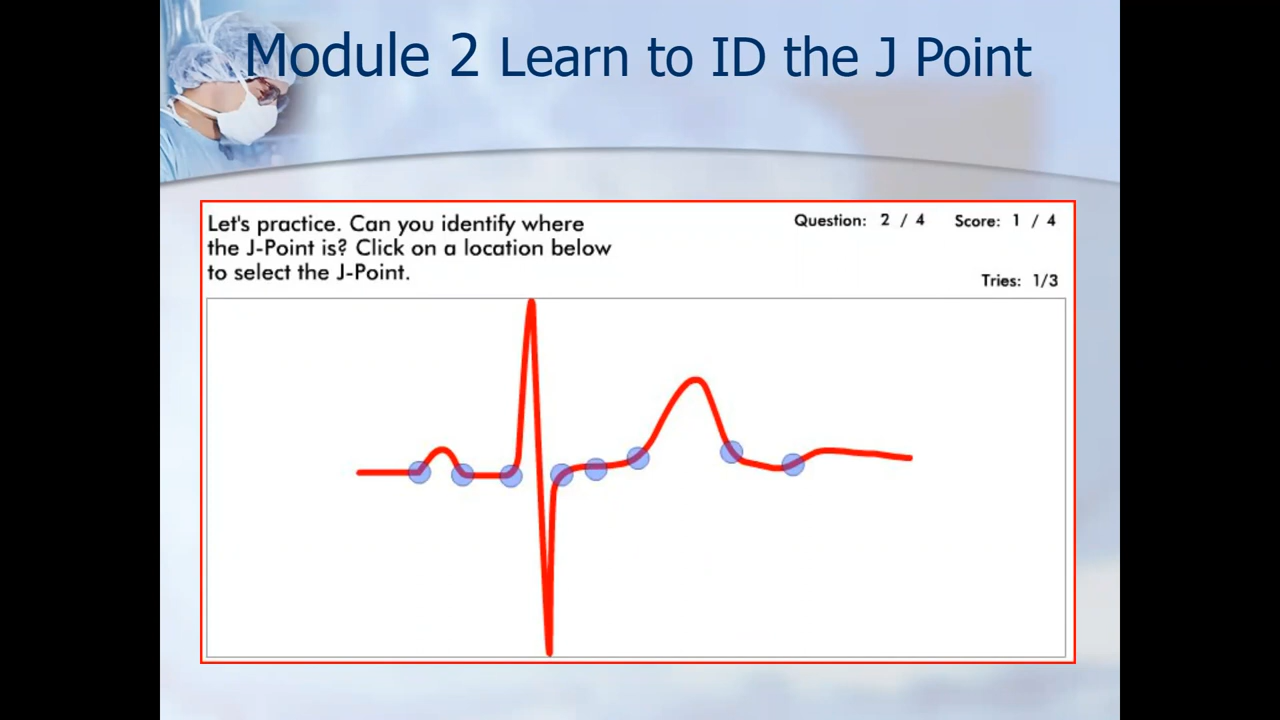 Module 2 Learn to ID the J Point
Let's practice. Can you identify where
the J-Point is? Click on a location below
to select the J-Point.
Question: 2 / 4 Score: 1 / 4
Tries: 1/3